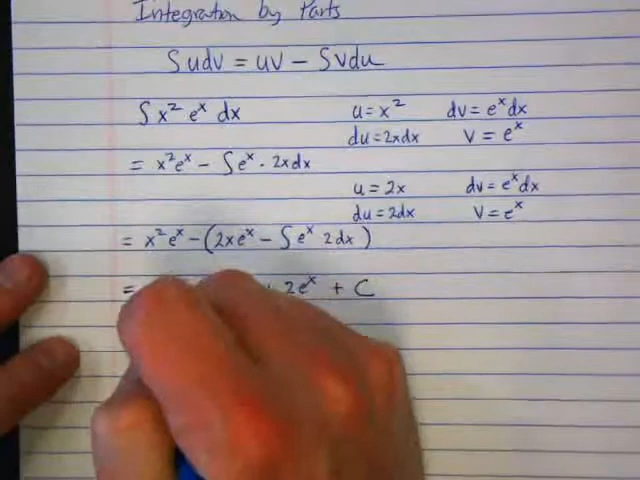 Integration by Parts
∫udv = uv − ∫vdu
∫ x² eˣ dx
u = x² dv = eˣdx
du = 2xdx v = eˣ
= x²eˣ − ∫eˣ · 2xdx
u = 2x dv = eˣdx
du = 2dx v = eˣ
= x²eˣ − (2xeˣ − ∫eˣ 2dx)
= + 2eˣ + C